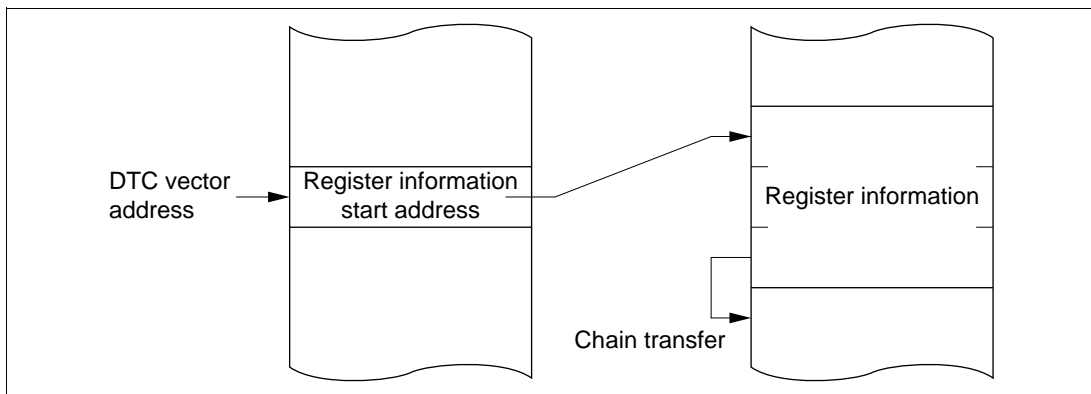 DTC vector
address
Register information
start address
Register information
Chain transfer